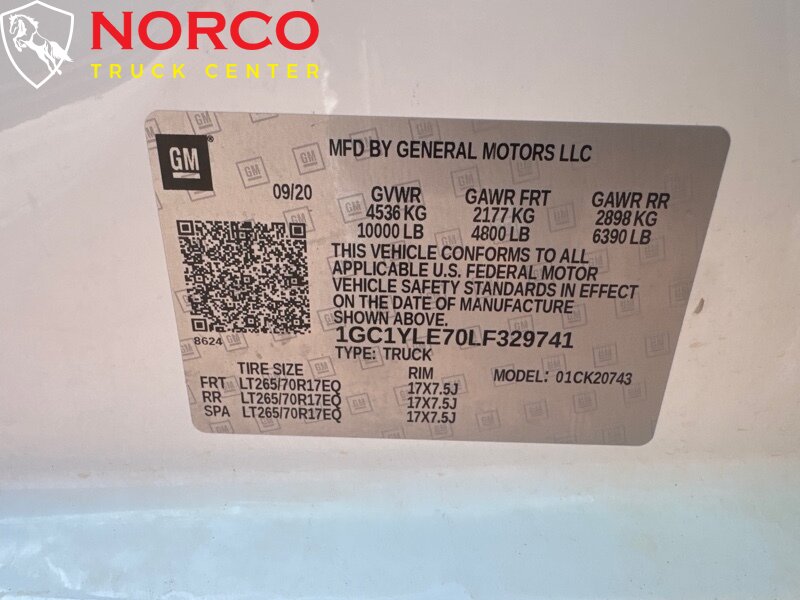 NORCO
TRUCK CENTER
GM
MFD BY GENERAL MOTORS LLC
09/20 GVWR GAWR FRT GAWR RR
4536 KG 2177 KG 2898 KG
10000 LB 4800 LB 6390 LB
THIS VEHICLE CONFORMS TO ALL
APPLICABLE U.S. FEDERAL MOTOR
VEHICLE SAFETY STANDARDS IN EFFECT
ON THE DATE OF MANUFACTURE
SHOWN ABOVE.
8624
1GC1YLE70LF329741
TYPE: TRUCK
TIRE SIZE RIM MODEL: 01CK20743
FRT LT265/70R17EQ 17X7.5J
RR LT265/70R17EQ 17X7.5J
SPA LT265/70R17EQ 17X7.5J